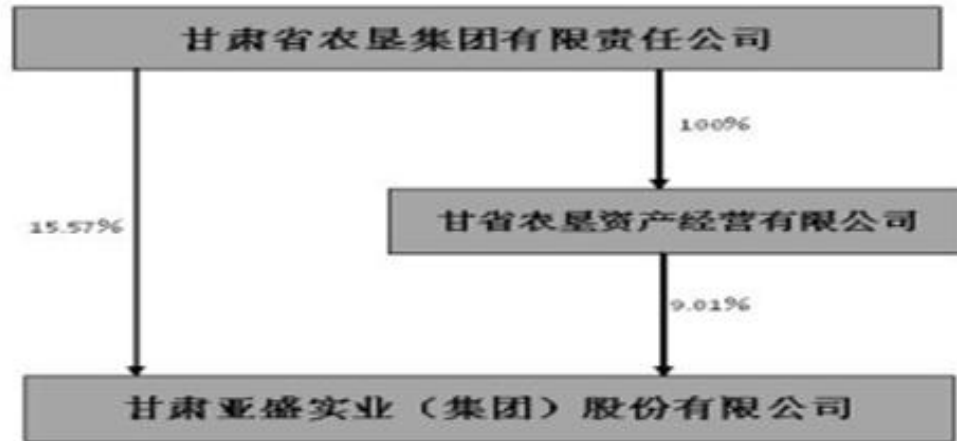 甘肃省农垦集团有限责任公司
100%
15.57%
甘省农垦资产经营有限公司
9.01%
甘肃亚盛实业（集团）股份有限公司